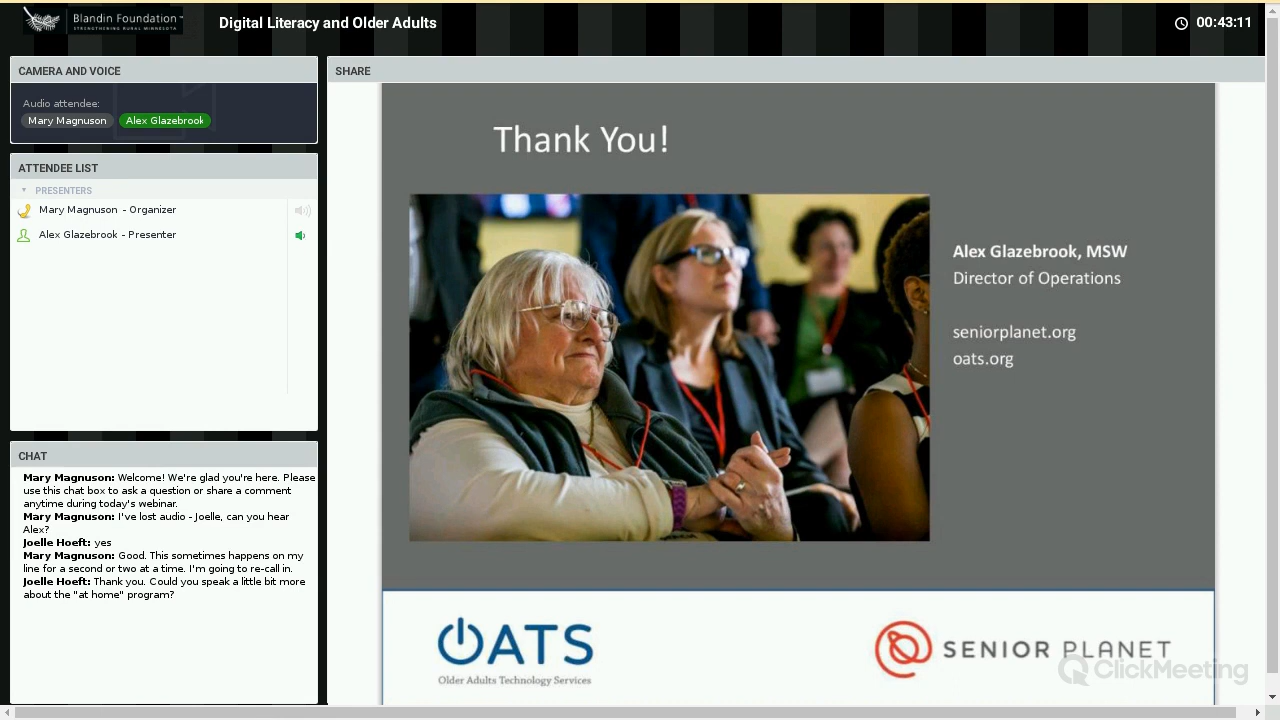 Blandin Foundation™
STRENGTHENING RURAL MINNESOTA
Digital Literacy and Older Adults
00:43:11
CAMERA AND VOICE
Audio attendee:
Mary Magnuson
Alex Glazebrook
ATTENDEE LIST
PRESENTERS
Mary Magnuson - Organizer
Alex Glazebrook - Presenter
CHAT
Mary Magnuson: Welcome! We're glad you're here. Please
use this chat box to ask a question or share a comment
anytime during today's webinar.
Mary Magnuson: I've lost audio - Joelle, can you hear
Alex?
Joelle Hoeft: yes
Mary Magnuson: Good. This sometimes happens on my
line for a second or two at a time. I'm going to re-call in.
Joelle Hoeft: Thank you. Could you speak a little bit more
about the "at home" program?
SHARE
Thank You!
Alex Glazebrook, MSW
Director of Operations
seniorplanet.org
oats.org
OATS
Older Adults Technology Services
SENIOR PLANET
ClickMeeting